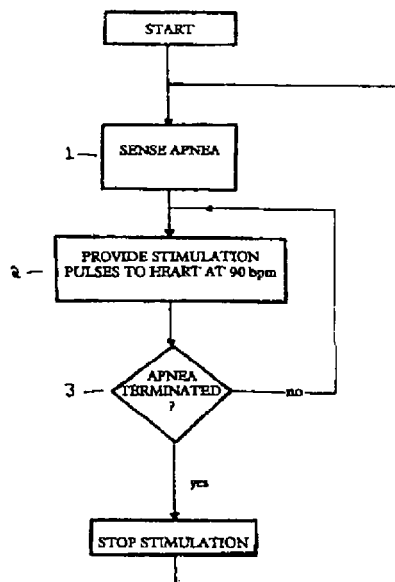 START
1
SENSE APNEA
2
PROVIDE STIMULATION
PULSES TO HEART AT 90 bpm
3
APNEA
TERMINATED
?
no
yes
STOP STIMULATION